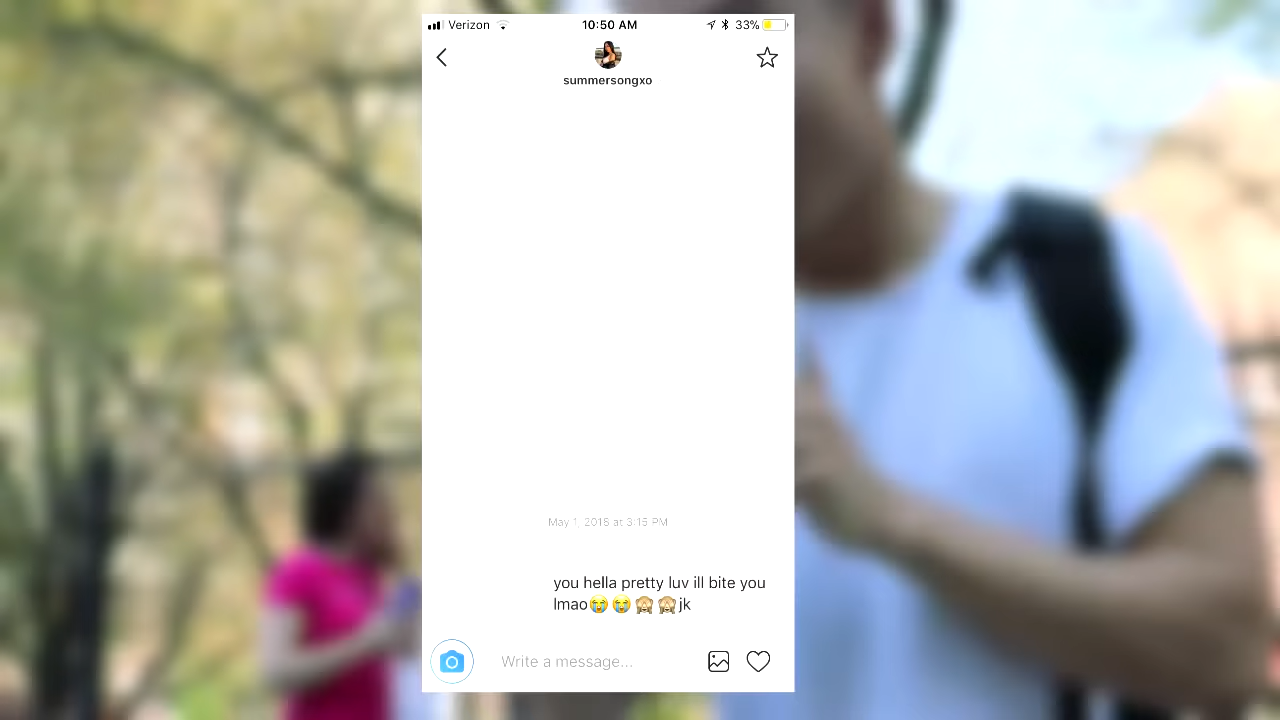 Verizon 10:50 AM 33%
summersongxo
May 1, 2018 at 3:15 PM
you hella pretty luv ill bite you
lmao😭😭🙈🙈jk
Write a message...